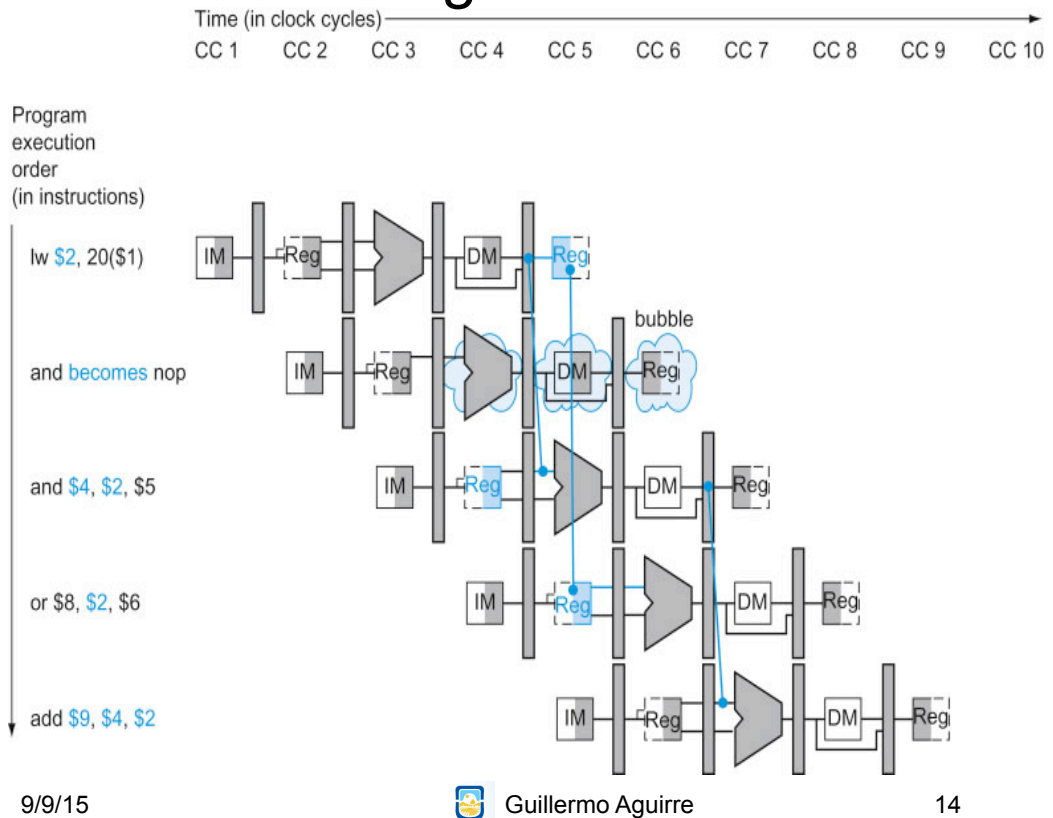 Time (in clock cycles)
CC 1 CC 2 CC 3 CC 4 CC 5 CC 6 CC 7 CC 8 CC 9 CC 10
Program
execution
order
(in instructions)
lw $2, 20($1)
IM Reg DM Reg
bubble
and becomes nop
IM Reg DM Reg
and $4, $2, $5
IM Reg DM Reg
or $8, $2, $6
IM Reg DM Reg
add $9, $4, $2
IM Reg DM Reg
9/9/15 Guillermo Aguirre 14